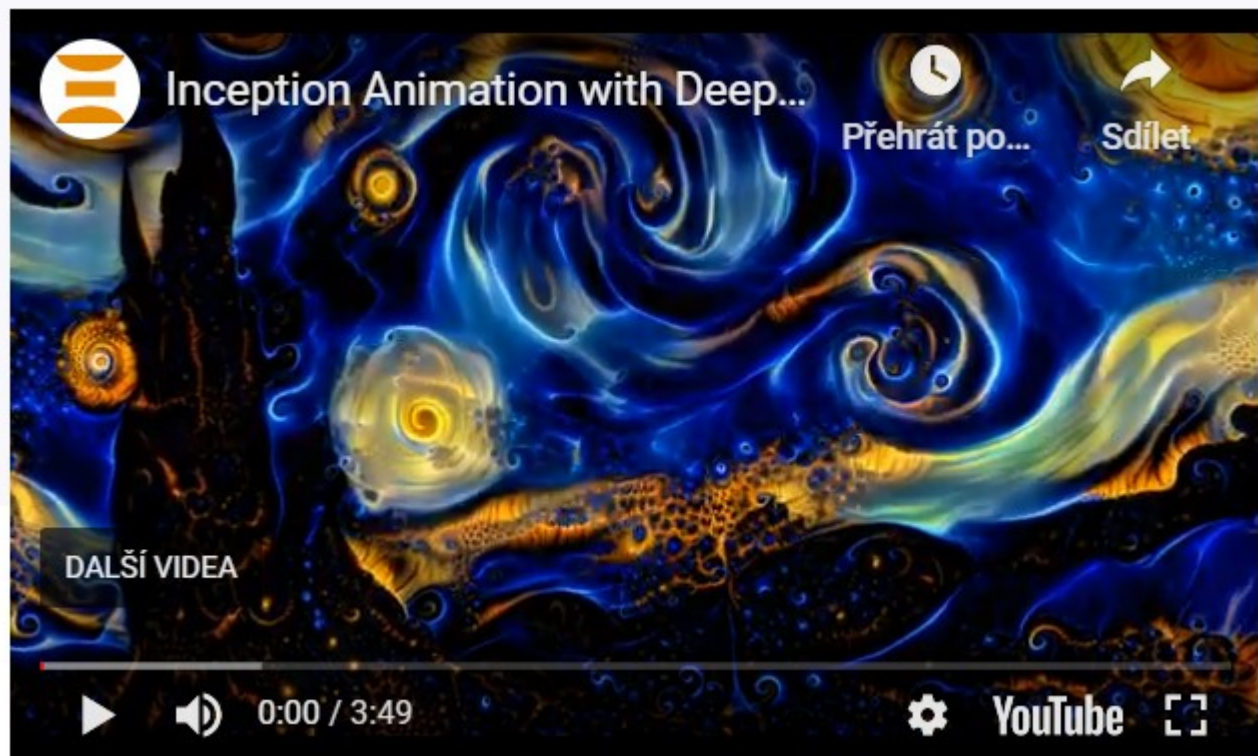 Inception Animation with Deep...
Přehrát po...
Sdílet
DALŠÍ VIDEA
0:00 / 3:49
YouTube